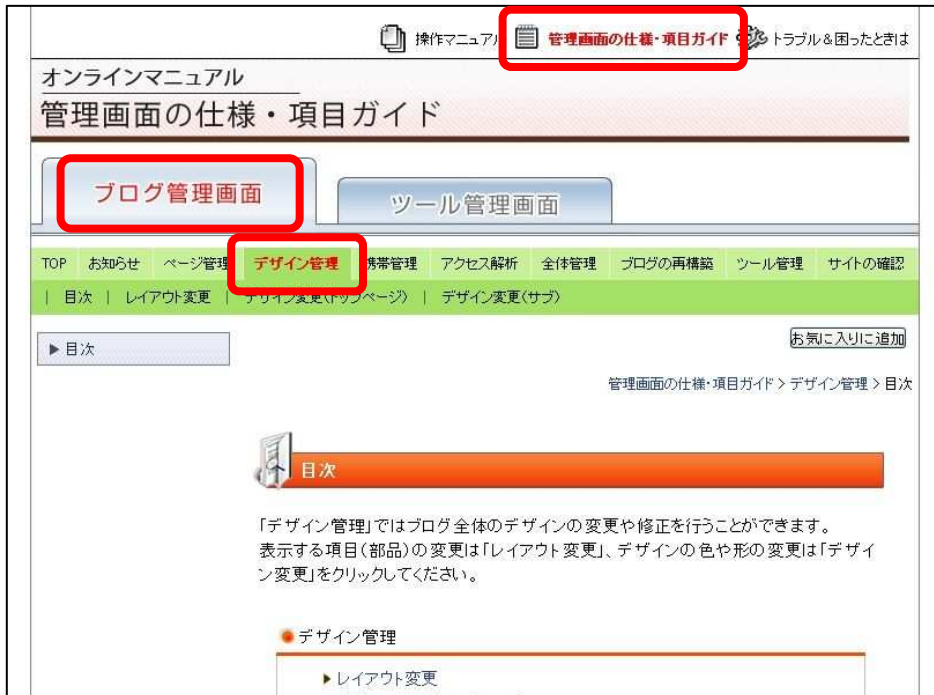 操作マニュアル 管理画面の仕様・項目ガイド トラブル&困ったときは
オンラインマニュアル
管理画面の仕様・項目ガイド
ブログ管理画面 ツール管理画面
TOP お知らせ ページ管理 デザイン管理 携帯管理 アクセス解析 全体管理 ブログの再構築 ツール管理 サイトの確認
| 目次 | レイアウト変更 | デザイン変更(トップページ) | デザイン変更(サブ)
▶目次
お気に入りに追加
管理画面の仕様・項目ガイド > デザイン管理 > 目次
目次
「デザイン管理」ではブログ全体のデザインの変更や修正を行うことができます。
表示する項目(部品)の変更は「レイアウト変更」、デザインの色や形の変更は「デザイ
ン変更」をクリックしてください。
デザイン管理
▶レイアウト変更